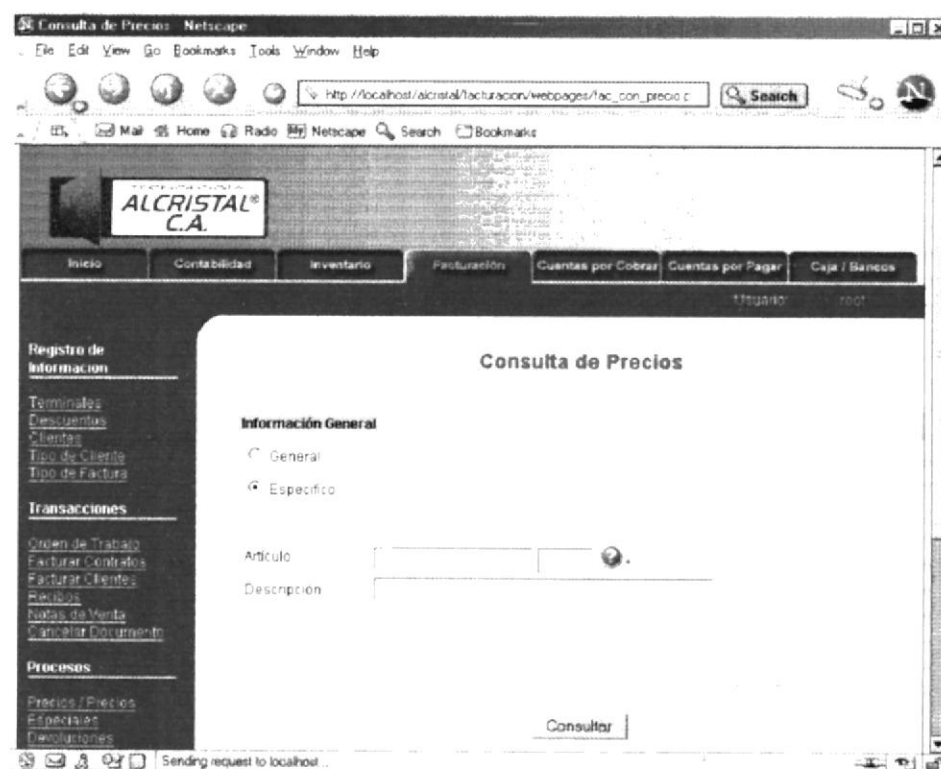 Consulta de Precios - Netscape
File Edit View Go Bookmarks Tools Window Help
http://localhost/alcristal/facturacion/webpages/fac_con_precio.p Search
Mail Home Radio Netscape Search Bookmarks
ALCRISTAL®
C.A.
Inicio Contabilidad Inventario Facturación Cuentas por Cobrar Cuentas por Pagar Caja / Bancos
Usuario: root
Registro de
Informacion
Terminales
Descuentos
Clientes
Tipo de Cliente
Tipo de Factura
Transacciones
Orden de Trabajo
Facturar Contratos
Facturar Clientes
Recibos
Notas de Venta
Cancelar Documento
Procesos
Precios / Precios
Especiales
Devoluciones
Consulta de Precios
Información General
General
Especifico
Artículo
Descripción
Consultar
Sending request to localhost...